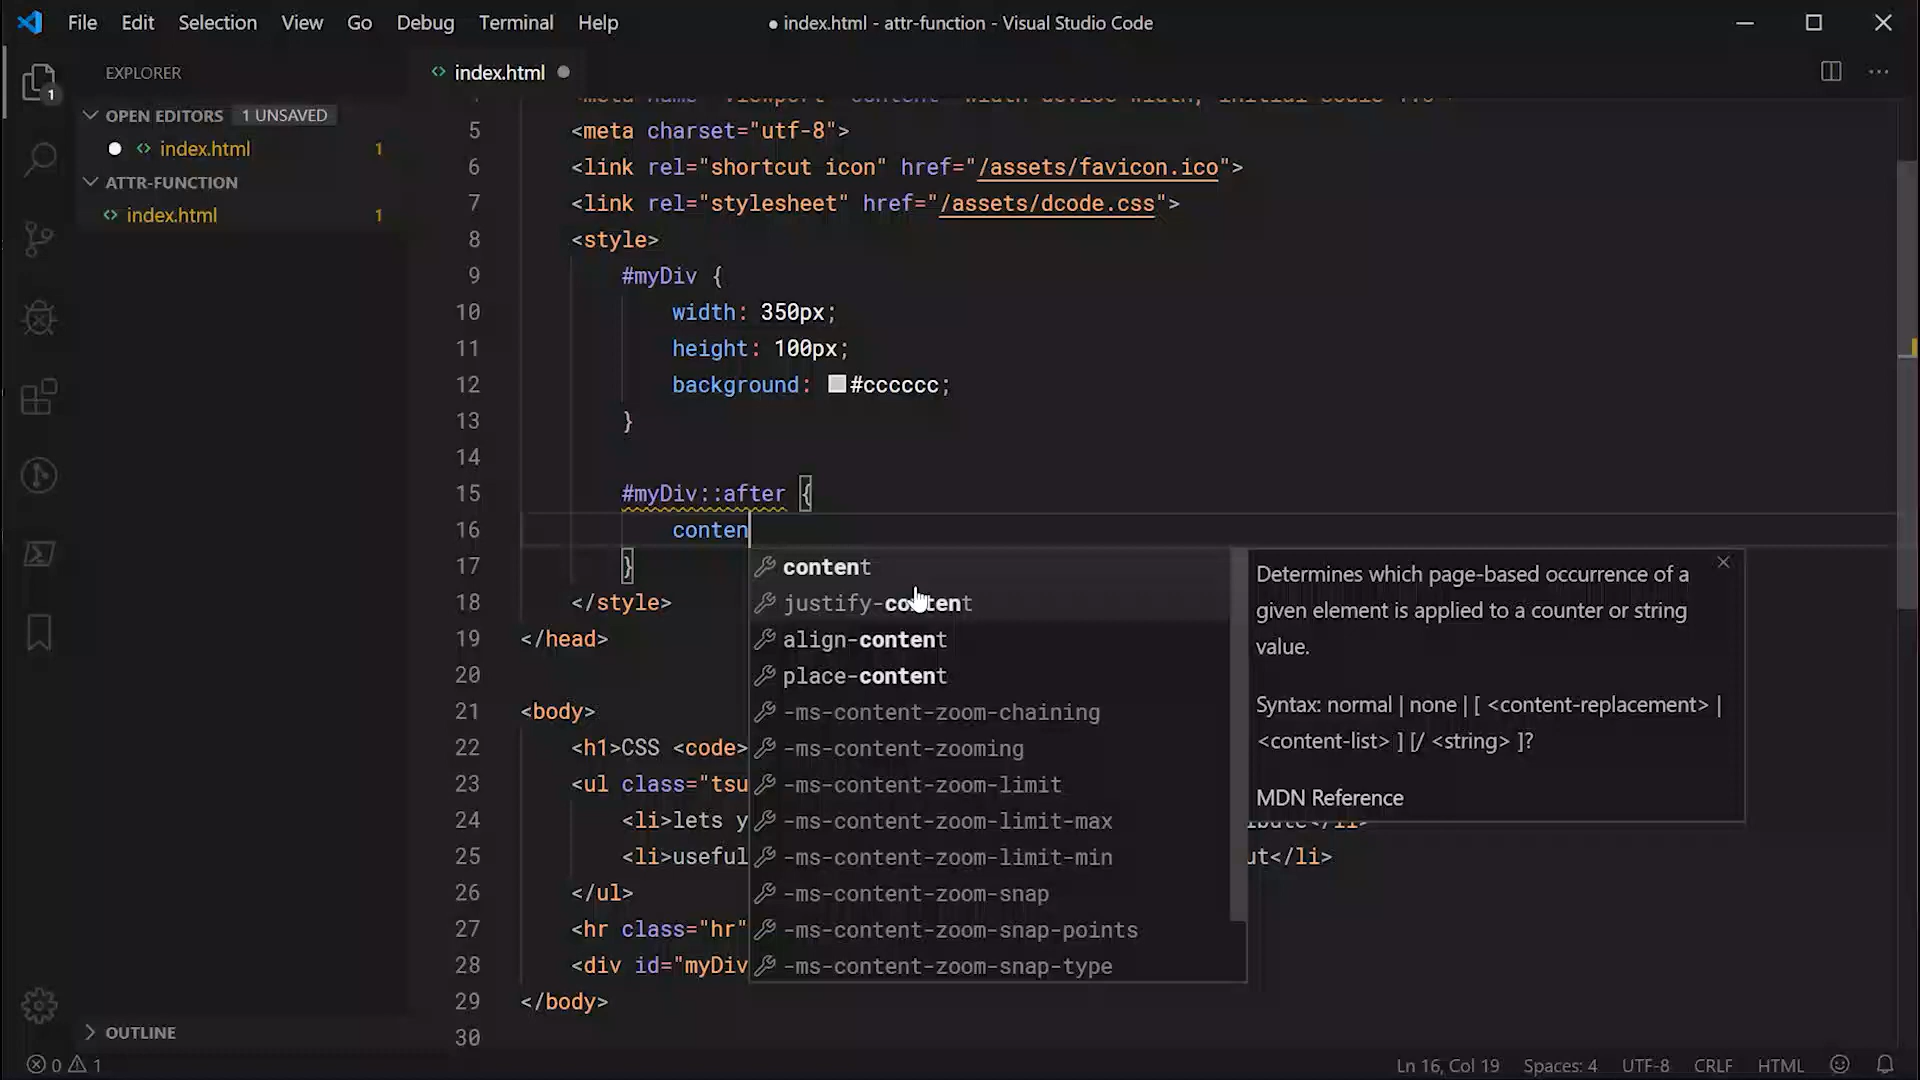 File Edit Selection View Go Debug Terminal Help
● index.html - attr-function - Visual Studio Code
EXPLORER
1
OPEN EDITORS 1 UNSAVED
index.html 1
ATTR-FUNCTION
index.html 1
OUTLINE
index.html
5 <meta charset="utf-8">
6 <link rel="shortcut icon" href="/assets/favicon.ico">
7 <link rel="stylesheet" href="/assets/dcode.css">
8 <style>
9 #myDiv {
10 width: 350px;
11 height: 100px;
12 background: #cccccc;
13 }
14
15 #myDiv::after {
16 conten
17 }
18 </style>
19 </head>
20
21 <body>
22 <h1>CSS <code>
23 <ul class="tsu
24 <li>lets y
25 <li>useful ut</li>
26 </ul>
27 <hr class="hr"
28 <div id="myDiv
29 </body>
30
content
justify-content
align-content
place-content
-ms-content-zoom-chaining
-ms-content-zooming
-ms-content-zoom-limit
-ms-content-zoom-limit-max
-ms-content-zoom-limit-min
-ms-content-zoom-snap
-ms-content-zoom-snap-points
-ms-content-zoom-snap-type
Determines which page-based occurrence of a
given element is applied to a counter or string
value.
Syntax: normal | none | [ <content-replacement> |
<content-list> ] [/ <string> ]?
MDN Reference
0 1
Ln 16, Col 19 Spaces: 4 UTF-8 CRLF HTML